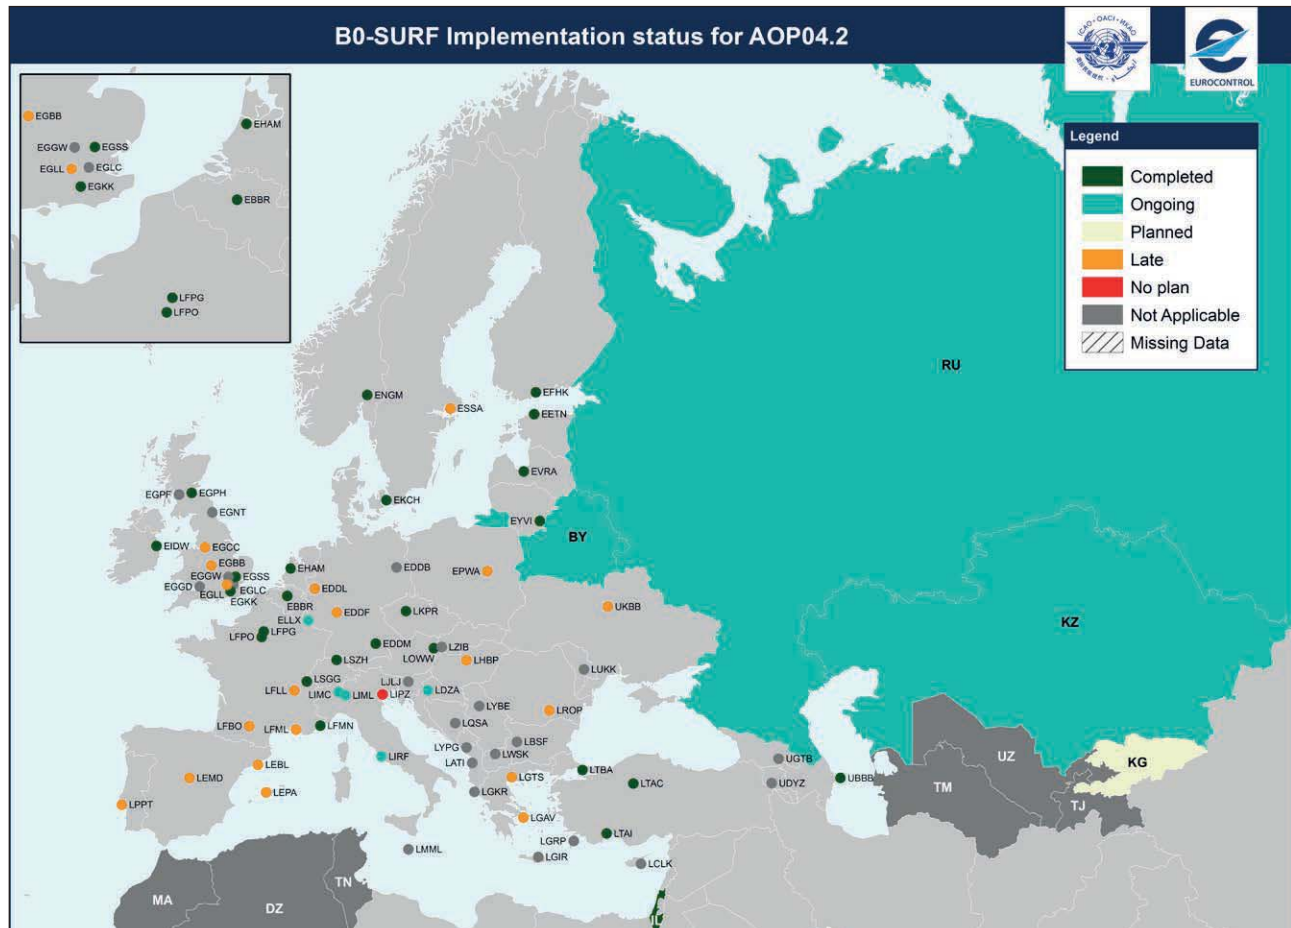 B0-SURF Implementation status for AOP04.2
ICAO · OACI · ИКАО
EUROCONTROL
Legend
Completed
Ongoing
Planned
Late
No plan
Not Applicable
Missing Data
EGBB
EHAM
EGGW
EGSS
EGLL
EGLC
EGKK
EBBR
LFPG
LFPO
RU
ENGM
EFHK
ESSA
EETN
EVRA
EGPF
EGPH
EKCH
EGNT
EYVI
BY
EIDW
EGCC
EGBB
EHAM
EDDB
EPWA
EGGW
EGSS
EGGD
EGLL
EGLC
EGKK
EDDL
EBBR
ELLX
EDDF
LKPR
UKBB
KZ
LFPO
LFPG
EDDM
LOWW
LZIB
LSZH
LHBP
LUKK
LSGG
LJLJ
LFLL
LIMC
LIML
LIPZ
LDZA
LYBE
LROP
LFBO
LFML
LFMN
LQSA
LBSF
LYPG
LWSK
UGTB
UZ
KG
LIRF
LATI
LEBL
LEMD
LGTS
LTBA
LTAC
UDYZ
UBBB
TM
TJ
LEPA
LGKR
LPPT
LGAV
LTAI
LGRP
LMML
LGIR
LCLK
TN
MA
DZ
IL